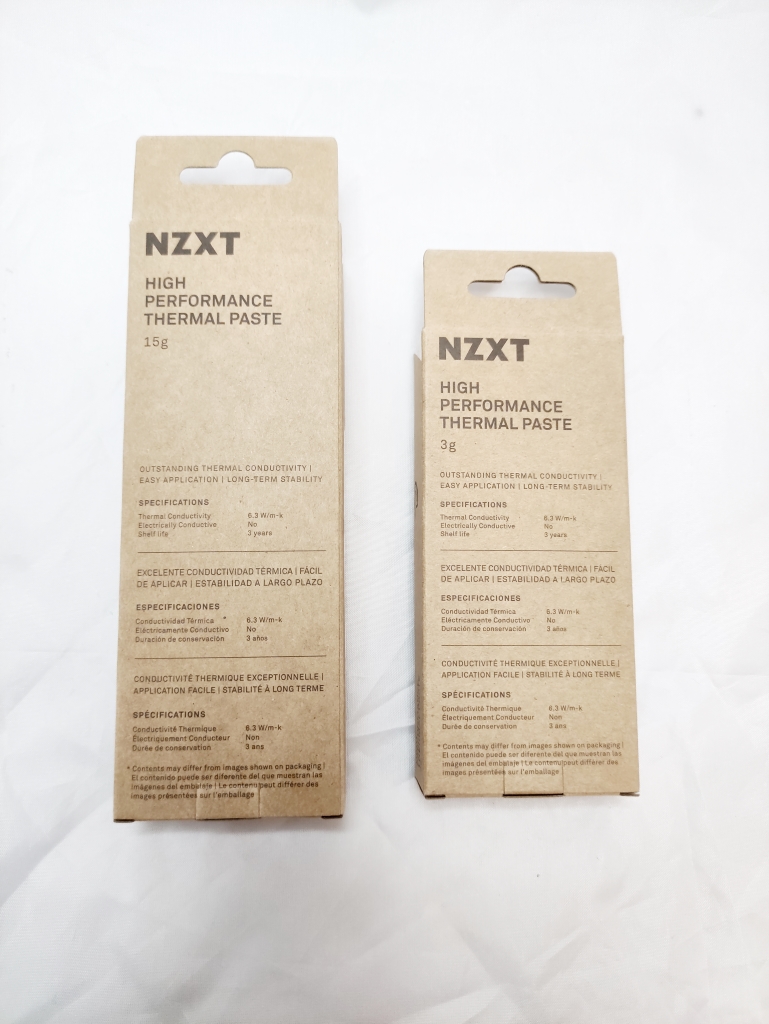 NZXT
HIGH
PERFORMANCE
THERMAL PASTE
15g
OUTSTANDING THERMAL CONDUCTIVITY |
EASY APPLICATION | LONG-TERM STABILITY
SPECIFICATIONS
Thermal Conductivity 6.3 W/m-k
Electrically Conductive No
Shelf life 3 years
EXCELENTE CONDUCTIVIDAD TÉRMICA | FÁCIL
DE APLICAR | ESTABILIDAD A LARGO PLAZO
ESPECIFICACIONES
Conductividad Térmica 6.3 W/m-k
Eléctricamente Conductivo No
Duración de conservación 3 años
CONDUCTIVITÉ THERMIQUE EXCEPTIONNELLE |
APPLICATION FACILE | STABILITÉ À LONG TERME
SPÉCIFICATIONS
Conductivité Thermique 6.3 W/m-k
Électriquement Conducteur Non
Durée de conservation 3 ans
* Contents may differ from images shown on packaging |
El contenido puede ser diferente del que muestran las
imágenes del embalaje | Le contenu peut différer des
images présentées sur l'emballage
NZXT
HIGH
PERFORMANCE
THERMAL PASTE
3g
OUTSTANDING THERMAL CONDUCTIVITY |
EASY APPLICATION | LONG-TERM STABILITY
SPECIFICATIONS
Thermal Conductivity 6.3 W/m-k
Electrically Conductive No
Shelf life 3 years
EXCELENTE CONDUCTIVIDAD TÉRMICA | FÁCIL
DE APLICAR | ESTABILIDAD A LARGO PLAZO
ESPECIFICACIONES
Conductividad Térmica 6.3 W/m-k
Eléctricamente Conductivo No
Duración de conservación 3 años
CONDUCTIVITÉ THERMIQUE EXCEPTIONNELLE |
APPLICATION FACILE | STABILITÉ À LONG TERME
SPÉCIFICATIONS
Conductivité Thermique 6.3 W/m-k
Électriquement Conducteur Non
Durée de conservation 3 ans
* Contents may differ from images shown on packaging |
El contenido puede ser diferente del que muestran las
imágenes del embalaje | Le contenu peut différer des
images présentées sur l'emballage